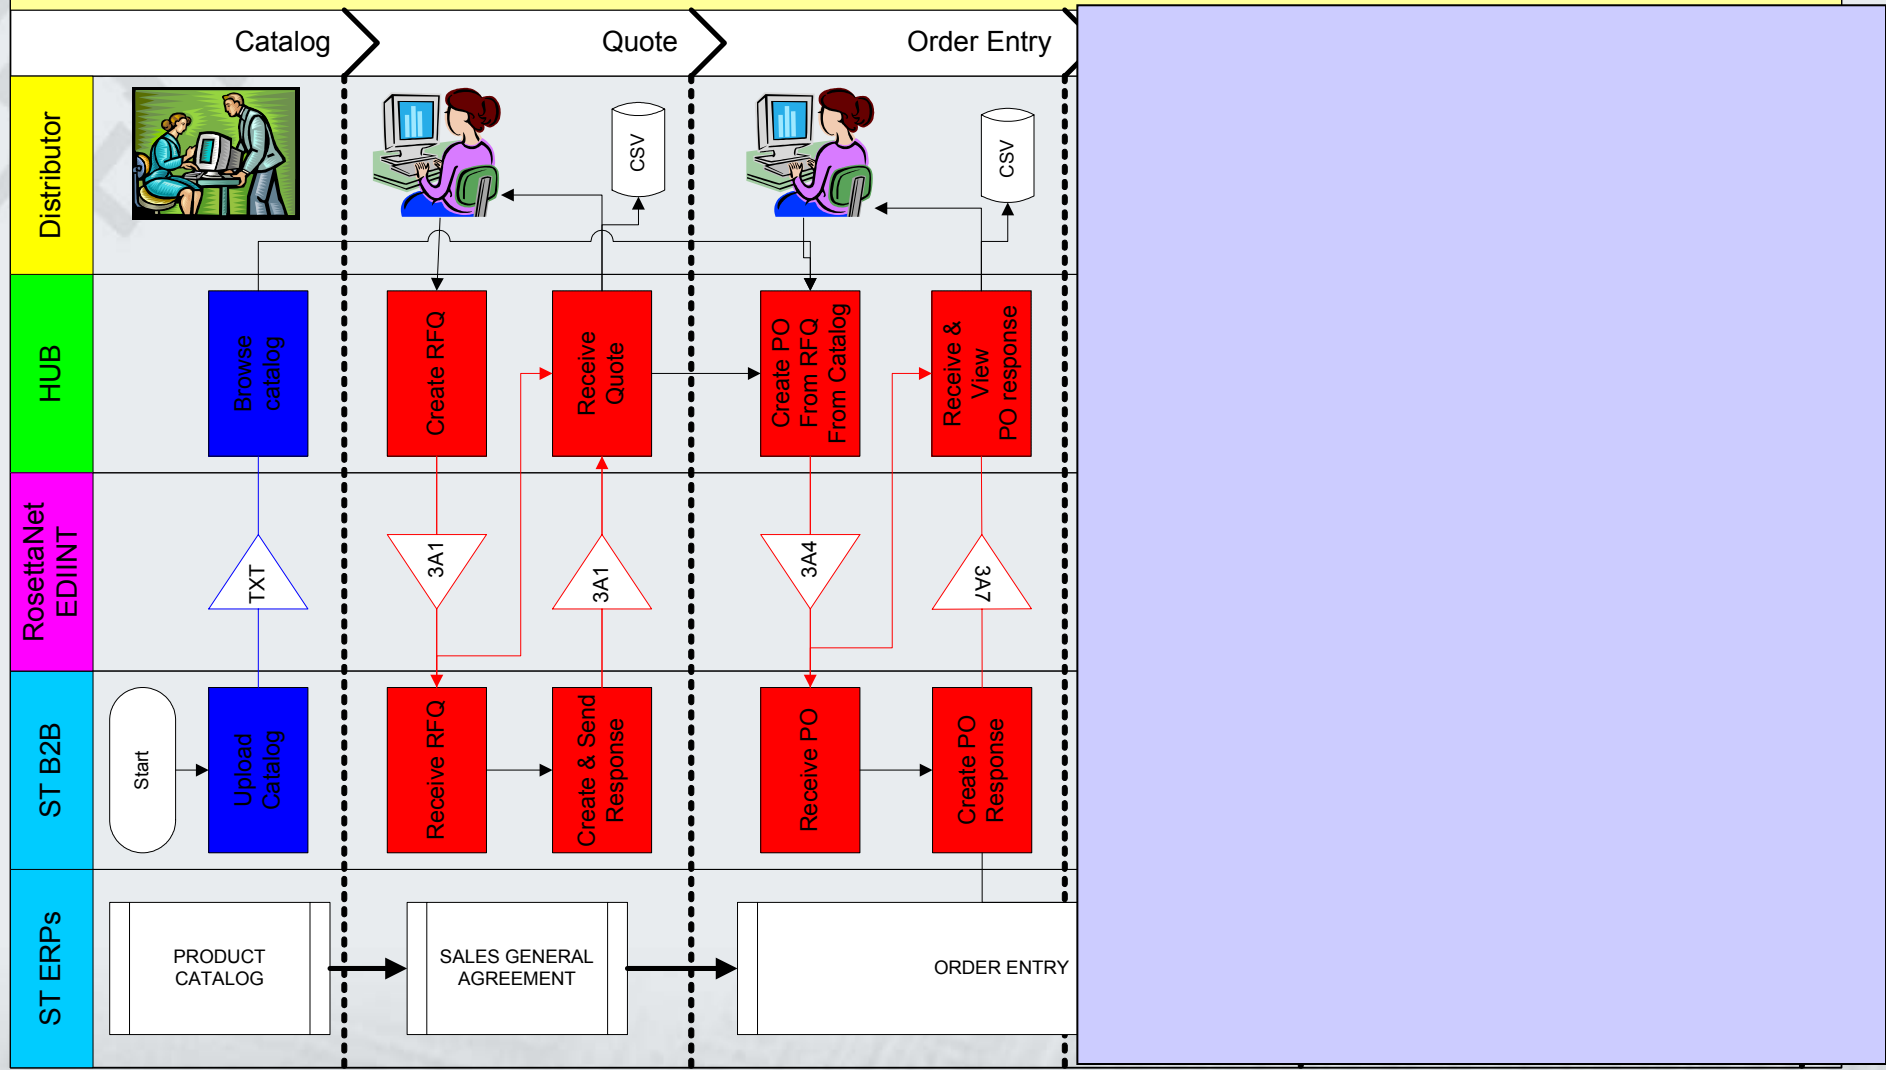 Catalog
Quote
Order Entry
Distributor
CSV
CSV
HUB
Browse
catalog
Create RFQ
Receive
Quote
Create PO
From RFQ
From Catalog
Receive &
View
PO response
RosettaNet
EDIINT
TXT
3A1
3A1
3A4
3A7
ST B2B
Start
Upload
Catalog
Receive RFQ
Create & Send
Response
Receive PO
Create PO
Response
ST ERPs
PRODUCT
CATALOG
SALES GENERAL
AGREEMENT
ORDER ENTRY